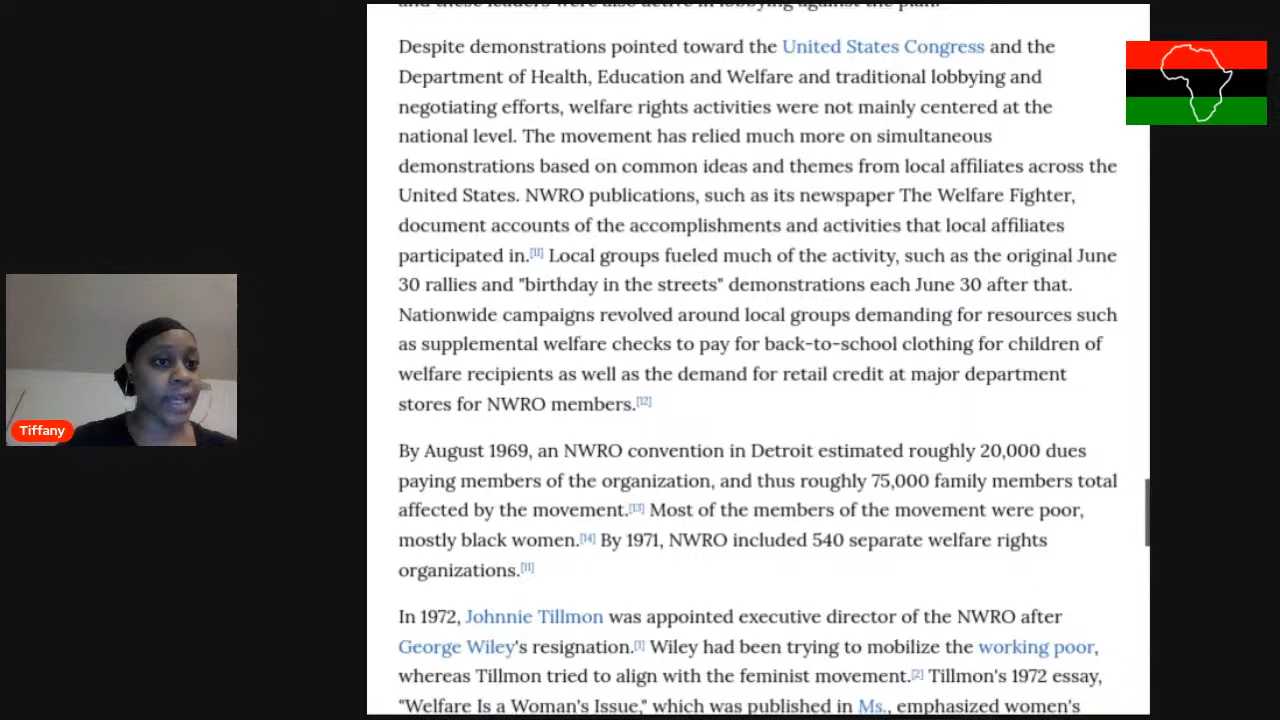 and these leaders were also active in lobbying against the plan.
Despite demonstrations pointed toward the United States Congress and the
Department of Health, Education and Welfare and traditional lobbying and
negotiating efforts, welfare rights activities were not mainly centered at the
national level. The movement has relied much more on simultaneous
demonstrations based on common ideas and themes from local affiliates across the
United States. NWRO publications, such as its newspaper The Welfare Fighter,
document accounts of the accomplishments and activities that local affiliates
participated in.[11] Local groups fueled much of the activity, such as the original June
30 rallies and "birthday in the streets" demonstrations each June 30 after that.
Nationwide campaigns revolved around local groups demanding for resources such
as supplemental welfare checks to pay for back-to-school clothing for children of
welfare recipients as well as the demand for retail credit at major department
stores for NWRO members.[12]
By August 1969, an NWRO convention in Detroit estimated roughly 20,000 dues
paying members of the organization, and thus roughly 75,000 family members total
affected by the movement.[13] Most of the members of the movement were poor,
mostly black women.[14] By 1971, NWRO included 540 separate welfare rights
organizations.[11]
In 1972, Johnnie Tillmon was appointed executive director of the NWRO after
George Wiley's resignation.[1] Wiley had been trying to mobilize the working poor,
whereas Tillmon tried to align with the feminist movement.[2] Tillmon's 1972 essay,
"Welfare Is a Woman's Issue," which was published in Ms., emphasized women's
Tiffany